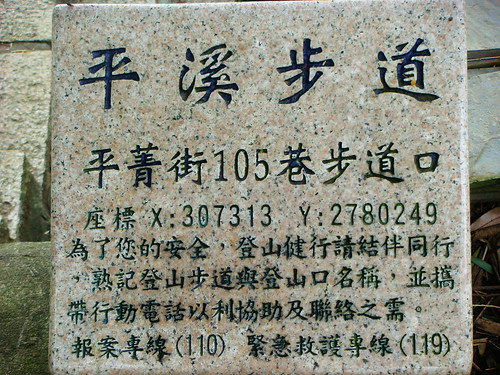 平溪步道
平菁街105巷步道口
座標 X:307313 Y:2780249
為了您的安全，登山健行請結伴同行
，熟記登山步道與登山口名稱，並攜
帶行動電話以利協助及聯絡之需。
報案專線(110) 緊急救護專線(119)